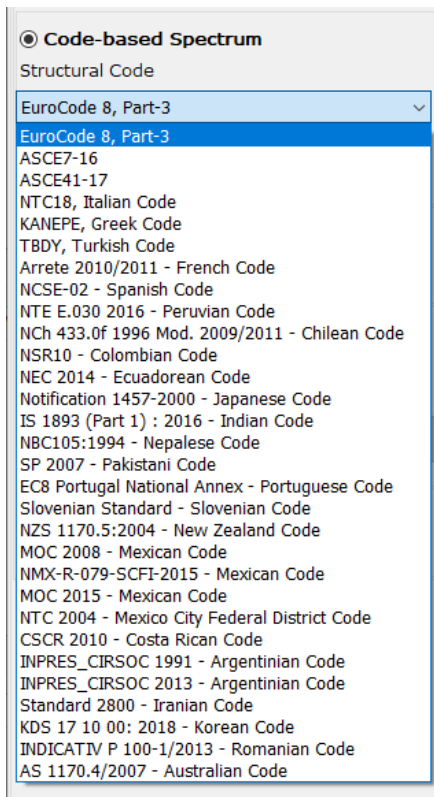 Code-based Spectrum
Structural Code
EuroCode 8, Part-3
EuroCode 8, Part-3
ASCE7-16
ASCE41-17
NTC18, Italian Code
KANEPE, Greek Code
TBDY, Turkish Code
Arrete 2010/2011 - French Code
NCSE-02 - Spanish Code
NTE E.030 2016 - Peruvian Code
NCh 433.0f 1996 Mod. 2009/2011 - Chilean Code
NSR10 - Colombian Code
NEC 2014 - Ecuadorean Code
Notification 1457-2000 - Japanese Code
IS 1893 (Part 1) : 2016 - Indian Code
NBC105:1994 - Nepalese Code
SP 2007 - Pakistani Code
EC8 Portugal National Annex - Portuguese Code
Slovenian Standard - Slovenian Code
NZS 1170.5:2004 - New Zealand Code
MOC 2008 - Mexican Code
NMX-R-079-SCFI-2015 - Mexican Code
MOC 2015 - Mexican Code
NTC 2004 - Mexico City Federal District Code
CSCR 2010 - Costa Rican Code
INPRES_CIRSOC 1991 - Argentinian Code
INPRES_CIRSOC 2013 - Argentinian Code
Standard 2800 - Iranian Code
KDS 17 10 00: 2018 - Korean Code
INDICATIV P 100-1/2013 - Romanian Code
AS 1170.4/2007 - Australian Code